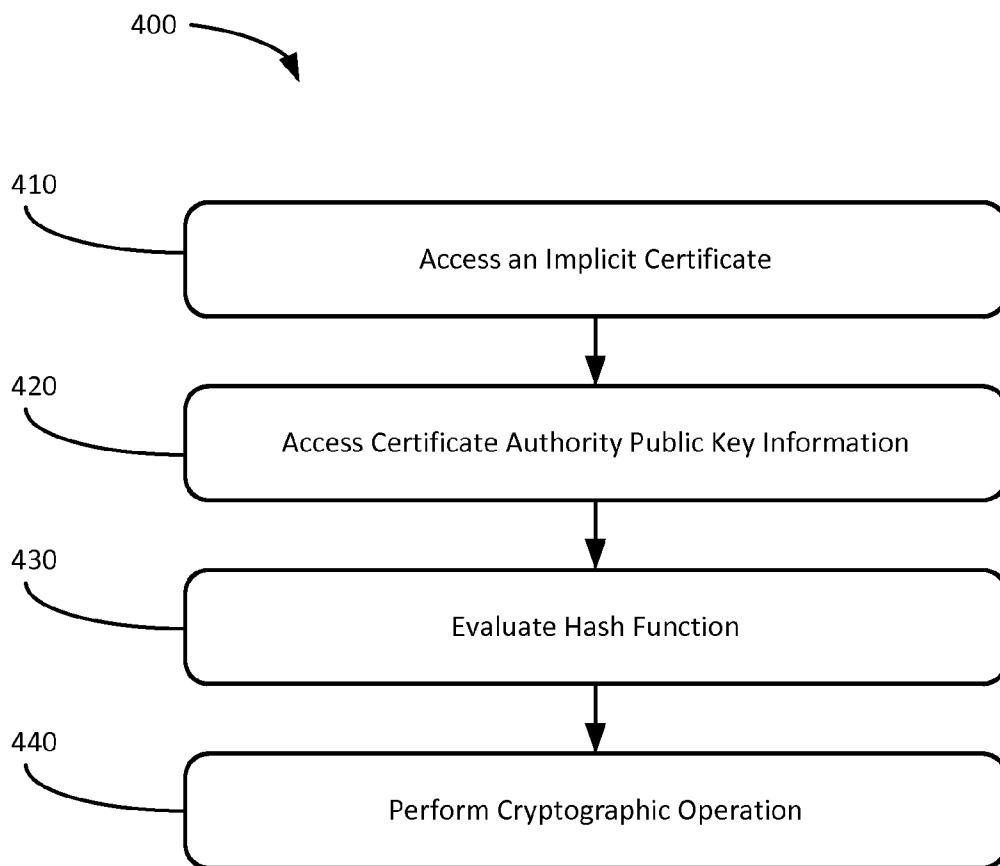 400
410
Access an Implicit Certificate
420
Access Certificate Authority Public Key Information
430
Evaluate Hash Function
440
Perform Cryptographic Operation